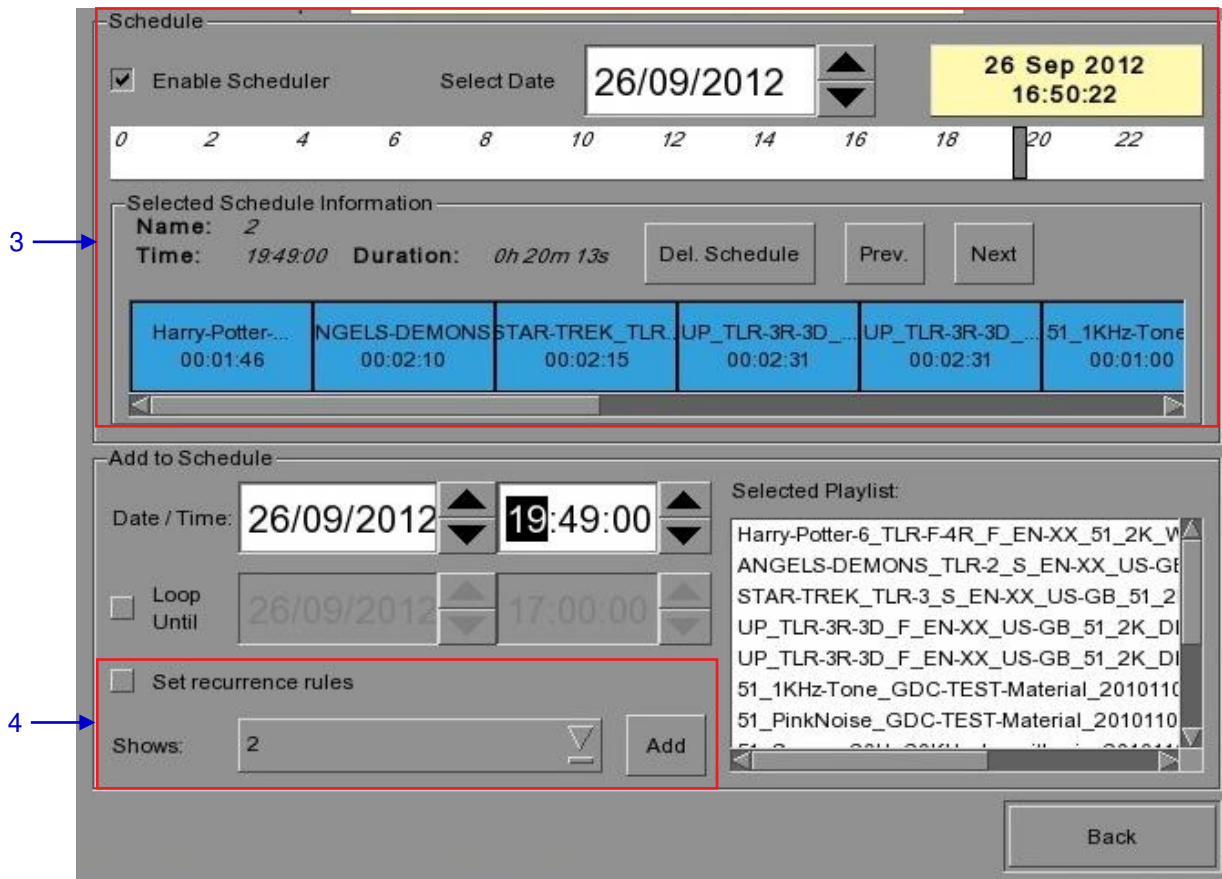 Schedule
Enable Scheduler
Select Date
26/09/2012
26 Sep 2012
16:50:22
0 2 4 6 8 10 12 14 16 18 20 22
3
Selected Schedule Information
Name: 2
Time: 19:49:00 Duration: 0h 20m 13s
Del. Schedule
Prev.
Next
Harry-Potter-...
00:01:46
NGELS-DEMONS
00:02:10
STAR-TREK_TLR...
00:02:15
UP_TLR-3R-3D_...
00:02:31
UP_TLR-3R-3D_...
00:02:31
51_1KHz-Tone
00:01:00
Add to Schedule
Date / Time:
26/09/2012
19:49:00
Loop
Until
26/09/2012
17:00:00
4
Set recurrence rules
Shows:
2
Add
Selected Playlist:
Harry-Potter-6_TLR-F-4R_F_EN-XX_51_2K_W
ANGELS-DEMONS_TLR-2_S_EN-XX_US-GB
STAR-TREK_TLR-3_S_EN-XX_US-GB_51_2
UP_TLR-3R-3D_F_EN-XX_US-GB_51_2K_DI
UP_TLR-3R-3D_F_EN-XX_US-GB_51_2K_DI
51_1KHz-Tone_GDC-TEST-Material_2010110
51_PinkNoise_GDC-TEST-Material_2010110
Back